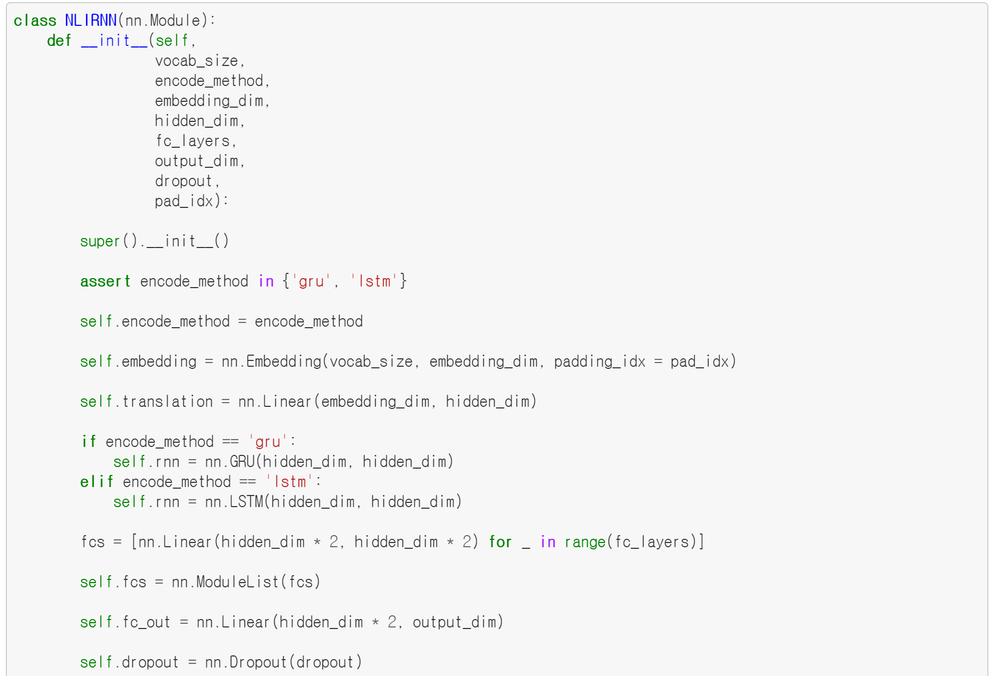 class NLIRNN(nn.Module):
    def __init__(self,
                 vocab_size,
                 encode_method,
                 embedding_dim,
                 hidden_dim,
                 fc_layers,
                 output_dim,
                 dropout,
                 pad_idx):
        super().__init__()
        assert encode_method in {'gru', 'lstm'}
        self.encode_method = encode_method
        self.embedding = nn.Embedding(vocab_size, embedding_dim, padding_idx = pad_idx)
        self.translation = nn.Linear(embedding_dim, hidden_dim)
        if encode_method == 'gru':
            self.rnn = nn.GRU(hidden_dim, hidden_dim)
        elif encode_method == 'lstm':
            self.rnn = nn.LSTM(hidden_dim, hidden_dim)
        fcs = [nn.Linear(hidden_dim * 2, hidden_dim * 2) for _ in range(fc_layers)]
        self.fcs = nn.ModuleList(fcs)
        self.fc_out = nn.Linear(hidden_dim * 2, output_dim)
        self.dropout = nn.Dropout(dropout)